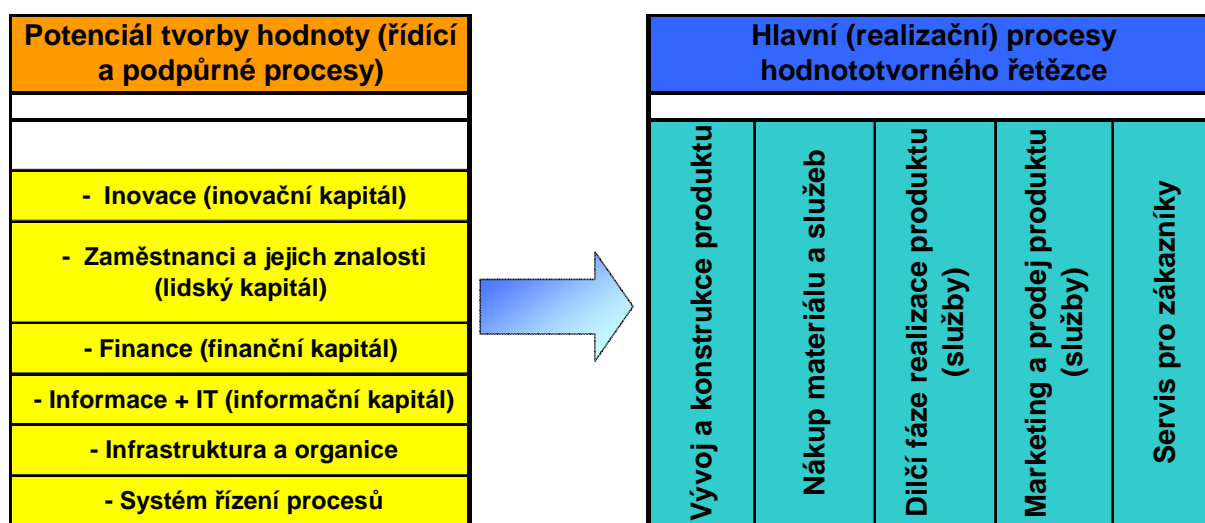 Potenciál tvorby hodnoty (řídící
a podpůrné procesy)
- Inovace (inovační kapitál)
- Zaměstnanci a jejich znalosti
(lidský kapitál)
- Finance (finanční kapitál)
- Informace + IT (informační kapitál)
- Infrastruktura a organice
- Systém řízení procesů
Hlavní (realizační) procesy
hodnototvorného řetězce
Vývoj a konstrukce produktu
Nákup materiálu a služeb
Dilčí fáze realizace produktu
(služby)
Marketing a prodej produktu
(služby)
Servis pro zákazníky